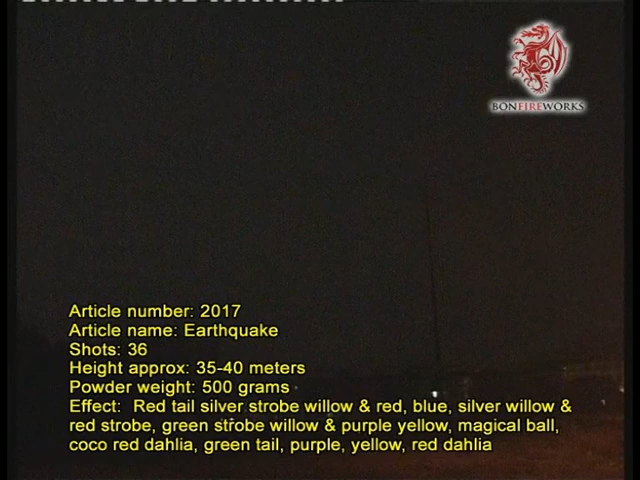 BONFIREWORKS
Article number: 2017
Article name: Earthquake
Shots: 36
Height approx: 35-40 meters
Powder weight: 500 grams
Effect:  Red tail silver strobe willow & red, blue, silver willow &
red strobe, green strobe willow & purple yellow, magical ball,
coco red dahlia, green tail, purple, yellow, red dahlia